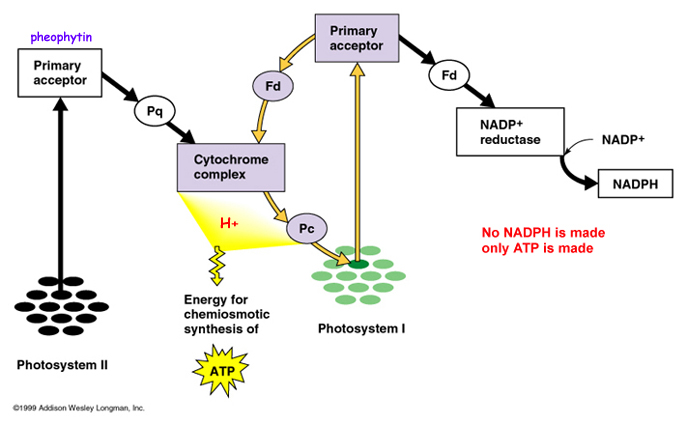 pheophytin
Primary
acceptor
Pq
Primary
acceptor
Fd
Fd
NADP+
reductase
NADP+
NADPH
Cytochrome
complex
H+
Pc
No NADPH is made
only ATP is made
Energy for
chemiosmotic
synthesis of
ATP
Photosystem I
Photosystem II
©1999 Addison Wesley Longman, Inc.